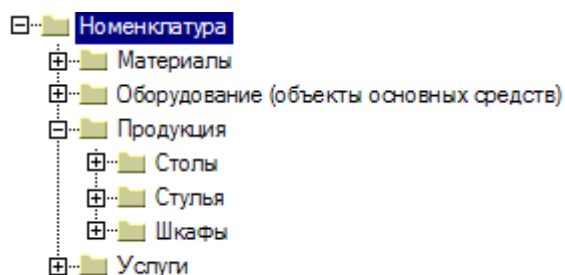 Номенклатура
Материалы
Оборудование (объекты основных средств)
Продукция
Столы
Стулья
Шкафы
Услуги